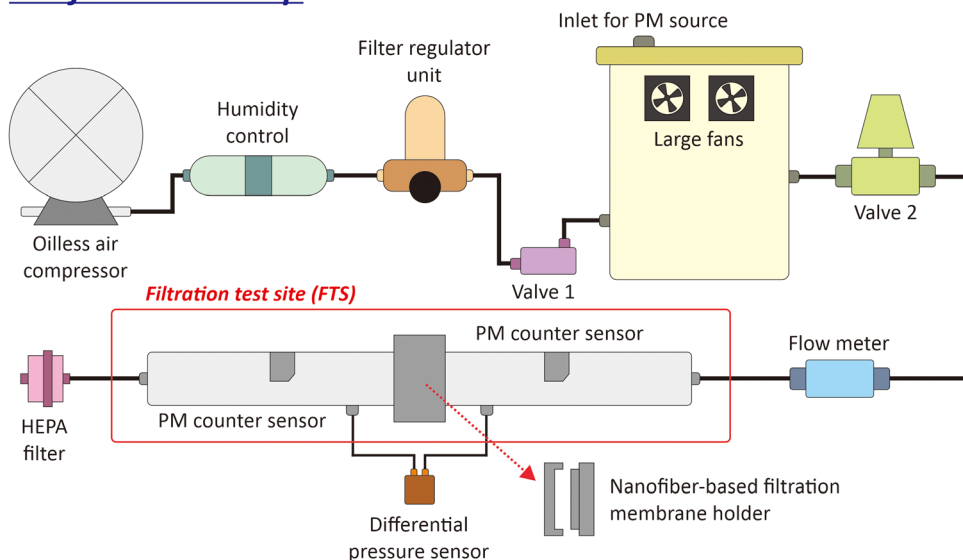 Inlet for PM source
Filter regulator
unit
Humidity
control
Large fans
Valve 2
Oilless air
compressor
Valve 1
Filtration test site (FTS)
PM counter sensor
Flow meter
PM counter sensor
HEPA
filter
Nanofiber-based filtration
membrane holder
Differential
pressure sensor